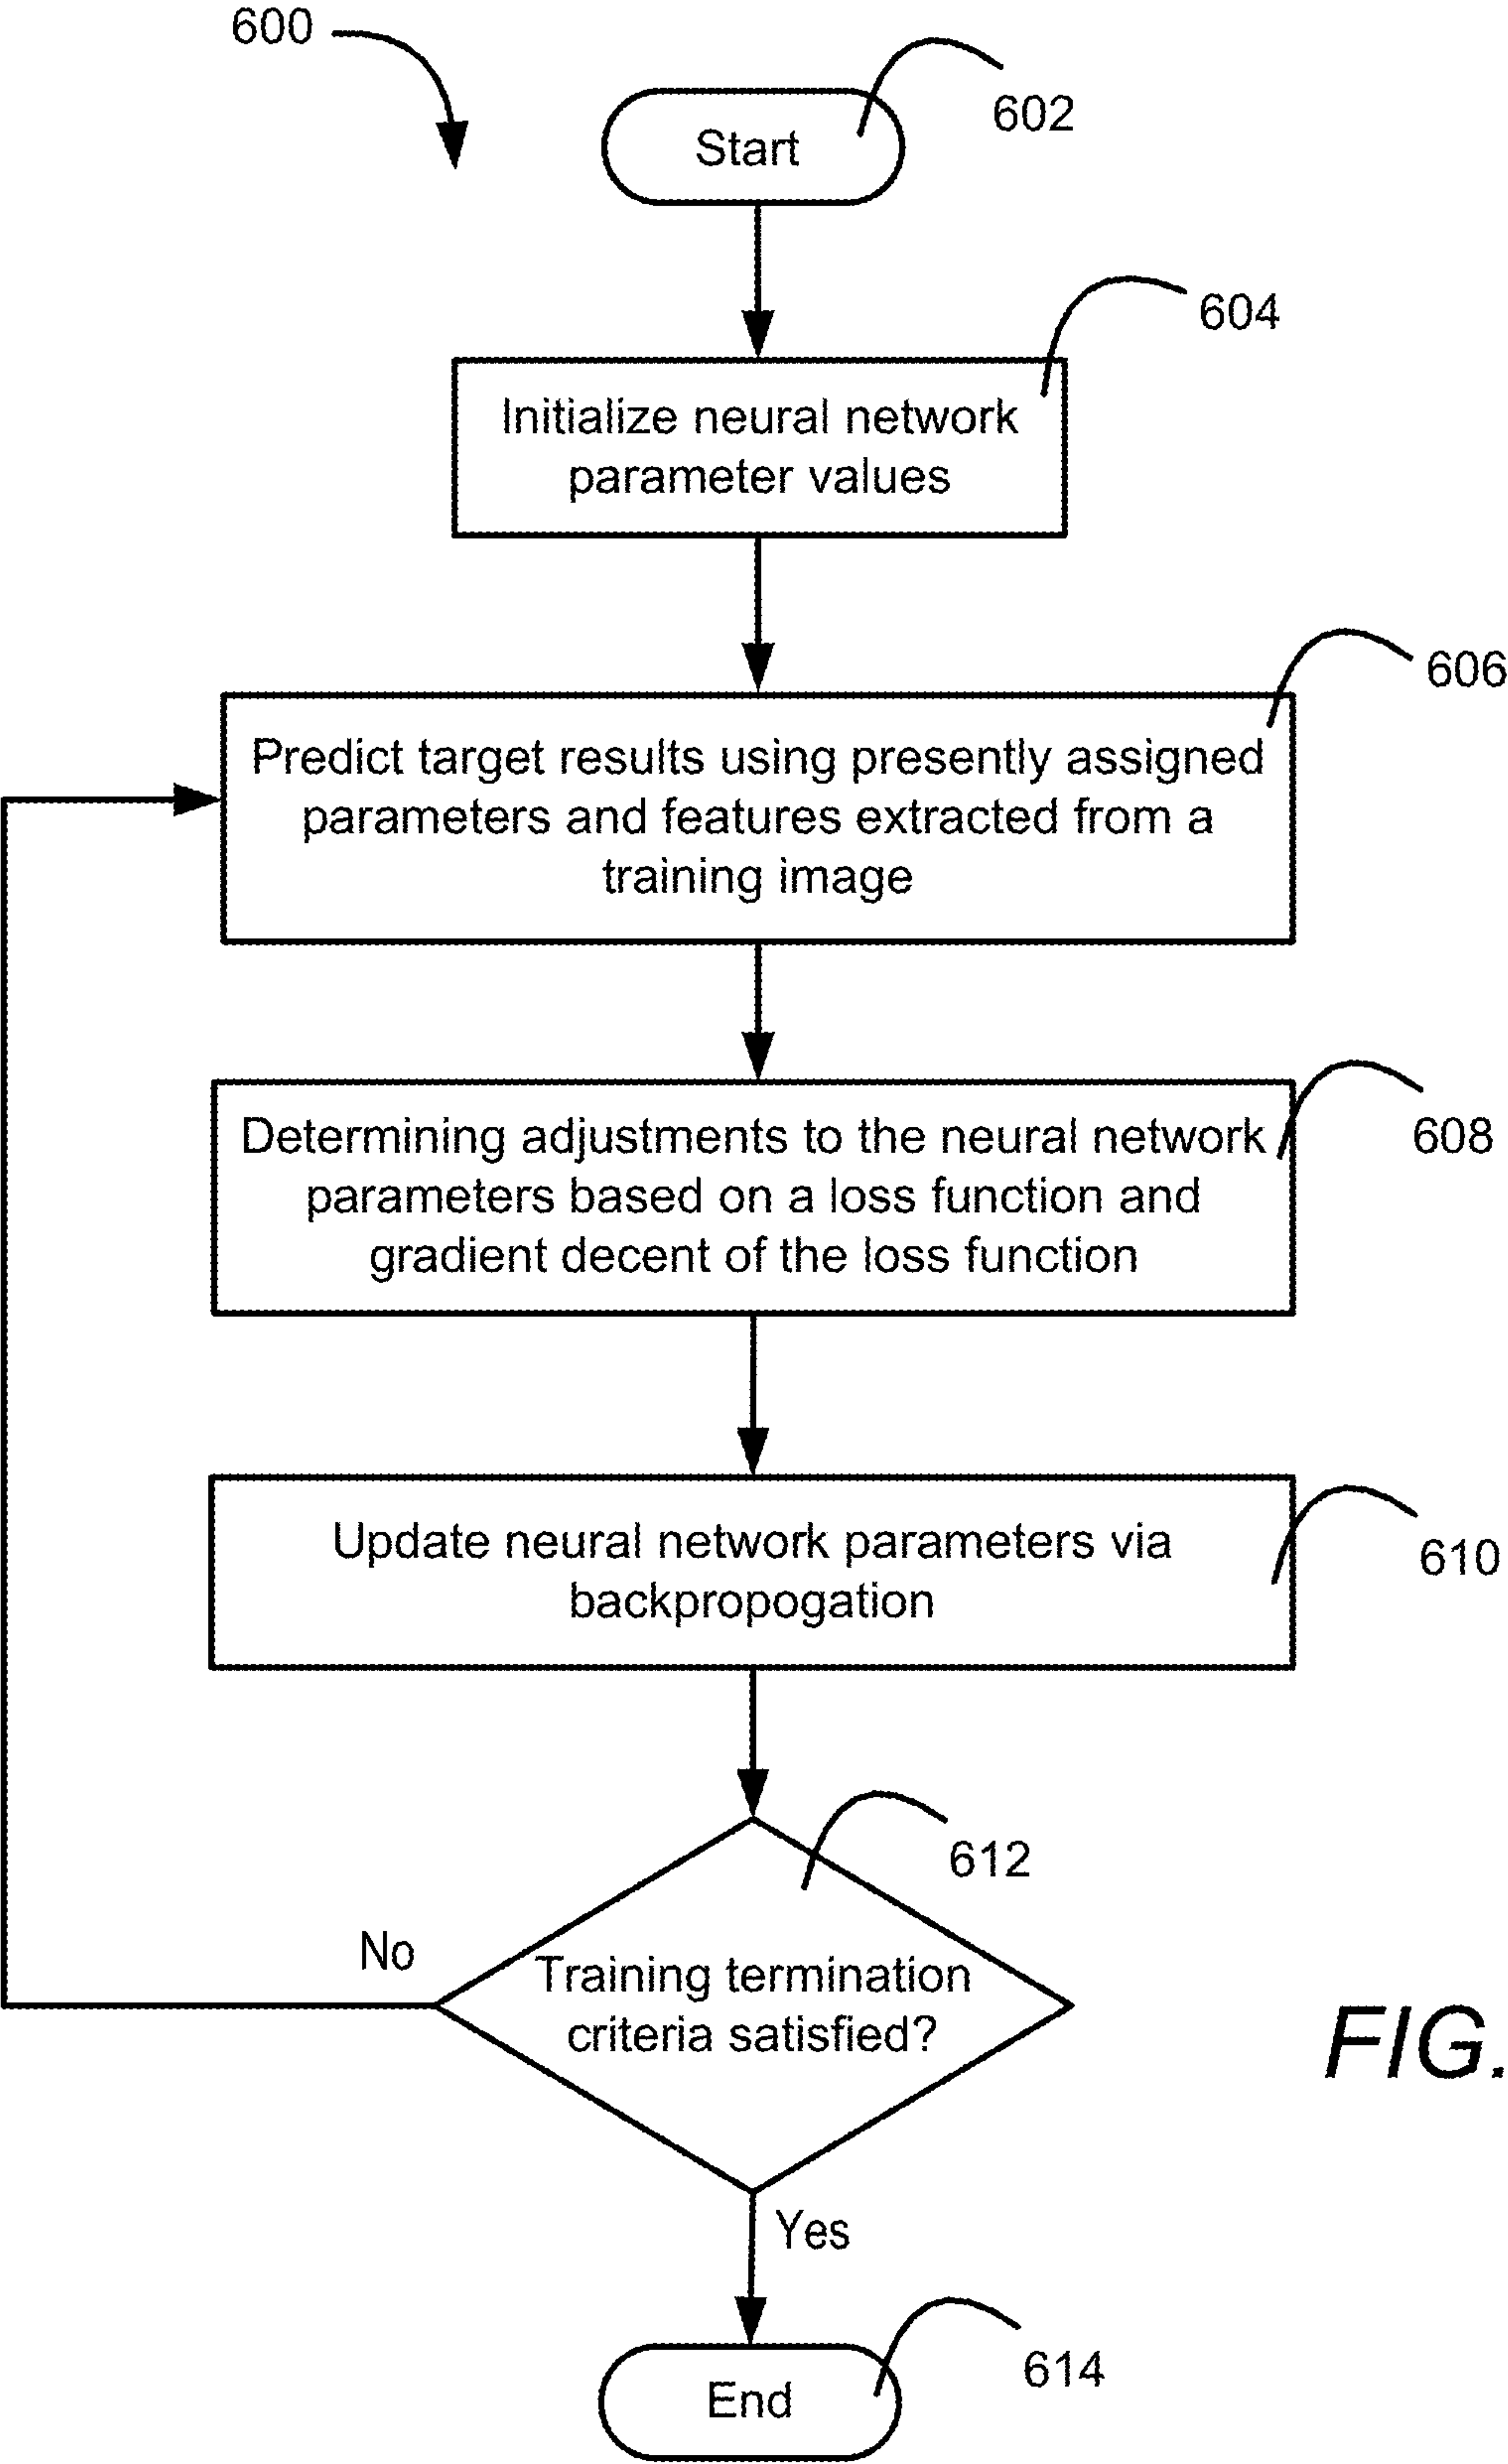 600
602
Start
604
Initialize neural network
parameter values
606
Predict target results using presently assigned
parameters and features extracted from a
training image
608
Determining adjustments to the neural network
parameters based on a loss function and
gradient decent of the loss function
610
Update neural network parameters via
backpropogation
612
No
Training termination
criteria satisfied?
FIG.
Yes
614
End